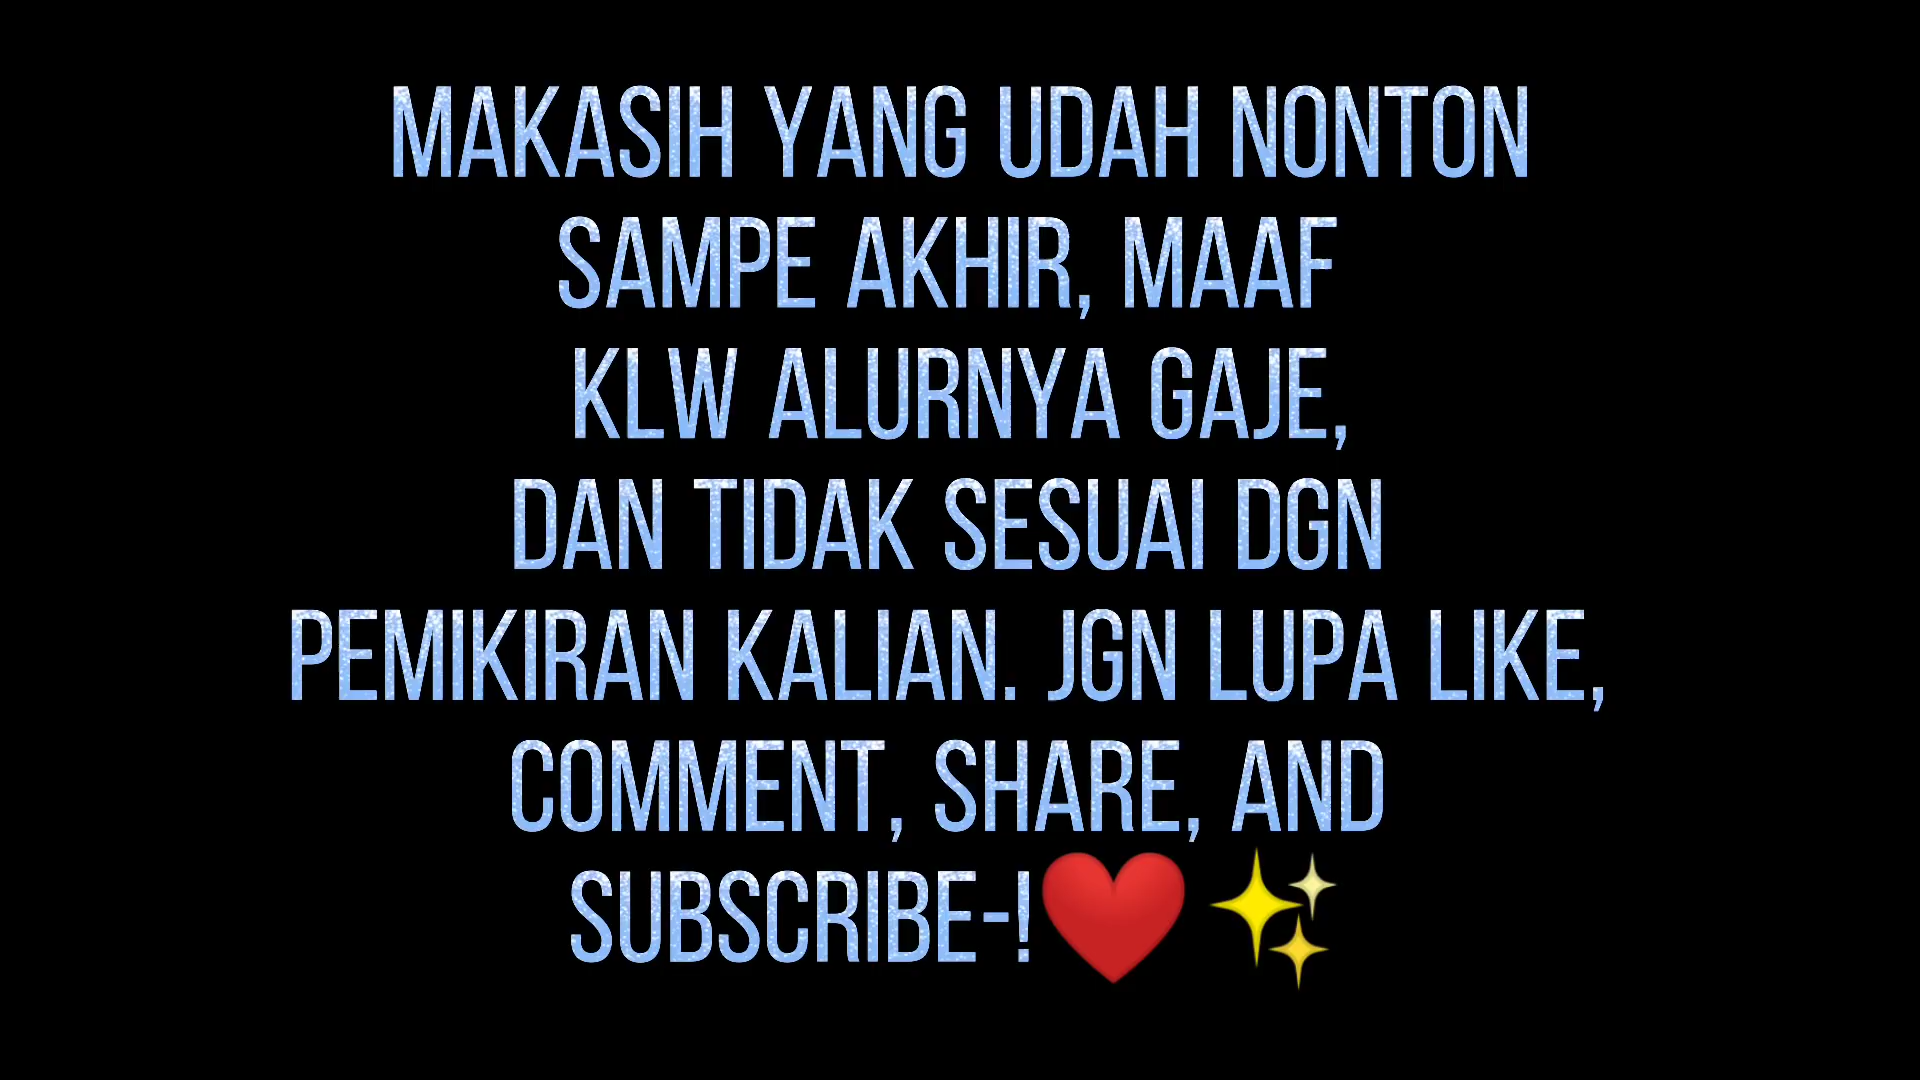 MAKASIH YANG UDAH NONTON
SAMPE AKHIR, MAAF
KLW ALURNYA GAJE,
DAN TIDAK SESUAI DGN
PEMIKIRAN KALIAN. JGN LUPA LIKE,
COMMENT, SHARE, AND
SUBSCRIBE-!❤️✨